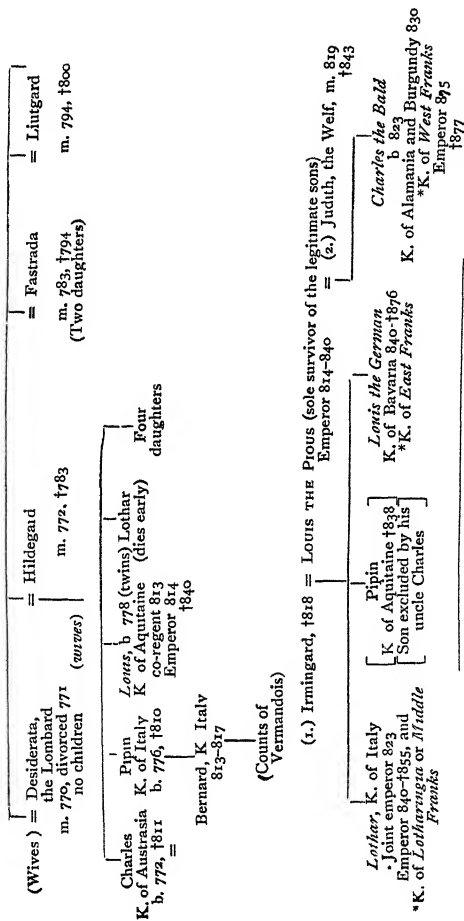 (Wives) = Desiderata,
the Lombard
m. 770, divorced 771
no children
= Hildegard
m. 772, †783
(wives)
= Fastrada
m. 783, †794
(Two daughters)
= Liutgard
m. 794, †800
Charles
K. of Austrasia
b. 772, †811
=
Pipin
K. of Italy
b. 776, †810
Louis, b 778 (twins) Lothar
K of Aquitaine (dies early)
co-regent 813
Emperor 814
†840
Four
daughters
Bernard, K Italy
813-817
(Counts of
Vermandois)
(1.) Irmingard, †818 = LOUIS THE PIOUS (sole survivor of the legitimate sons)
Emperor 814-840
= (2.) Judith, the Welf, m. 819
†843
Lothar, K. of Italy
Joint emperor 823
Emperor 840-†855, and
*K. of Lotharingia or Middle
Franks
Pipin
K of Aquitaine †838
Son excluded by his
uncle Charles
Louis the German
K. of Bavaria 840-†876
*K. of East Franks
Charles the Bald
b 823
K. of Alamania and Burgundy 830
*K. of West Franks
Emperor 875
†877